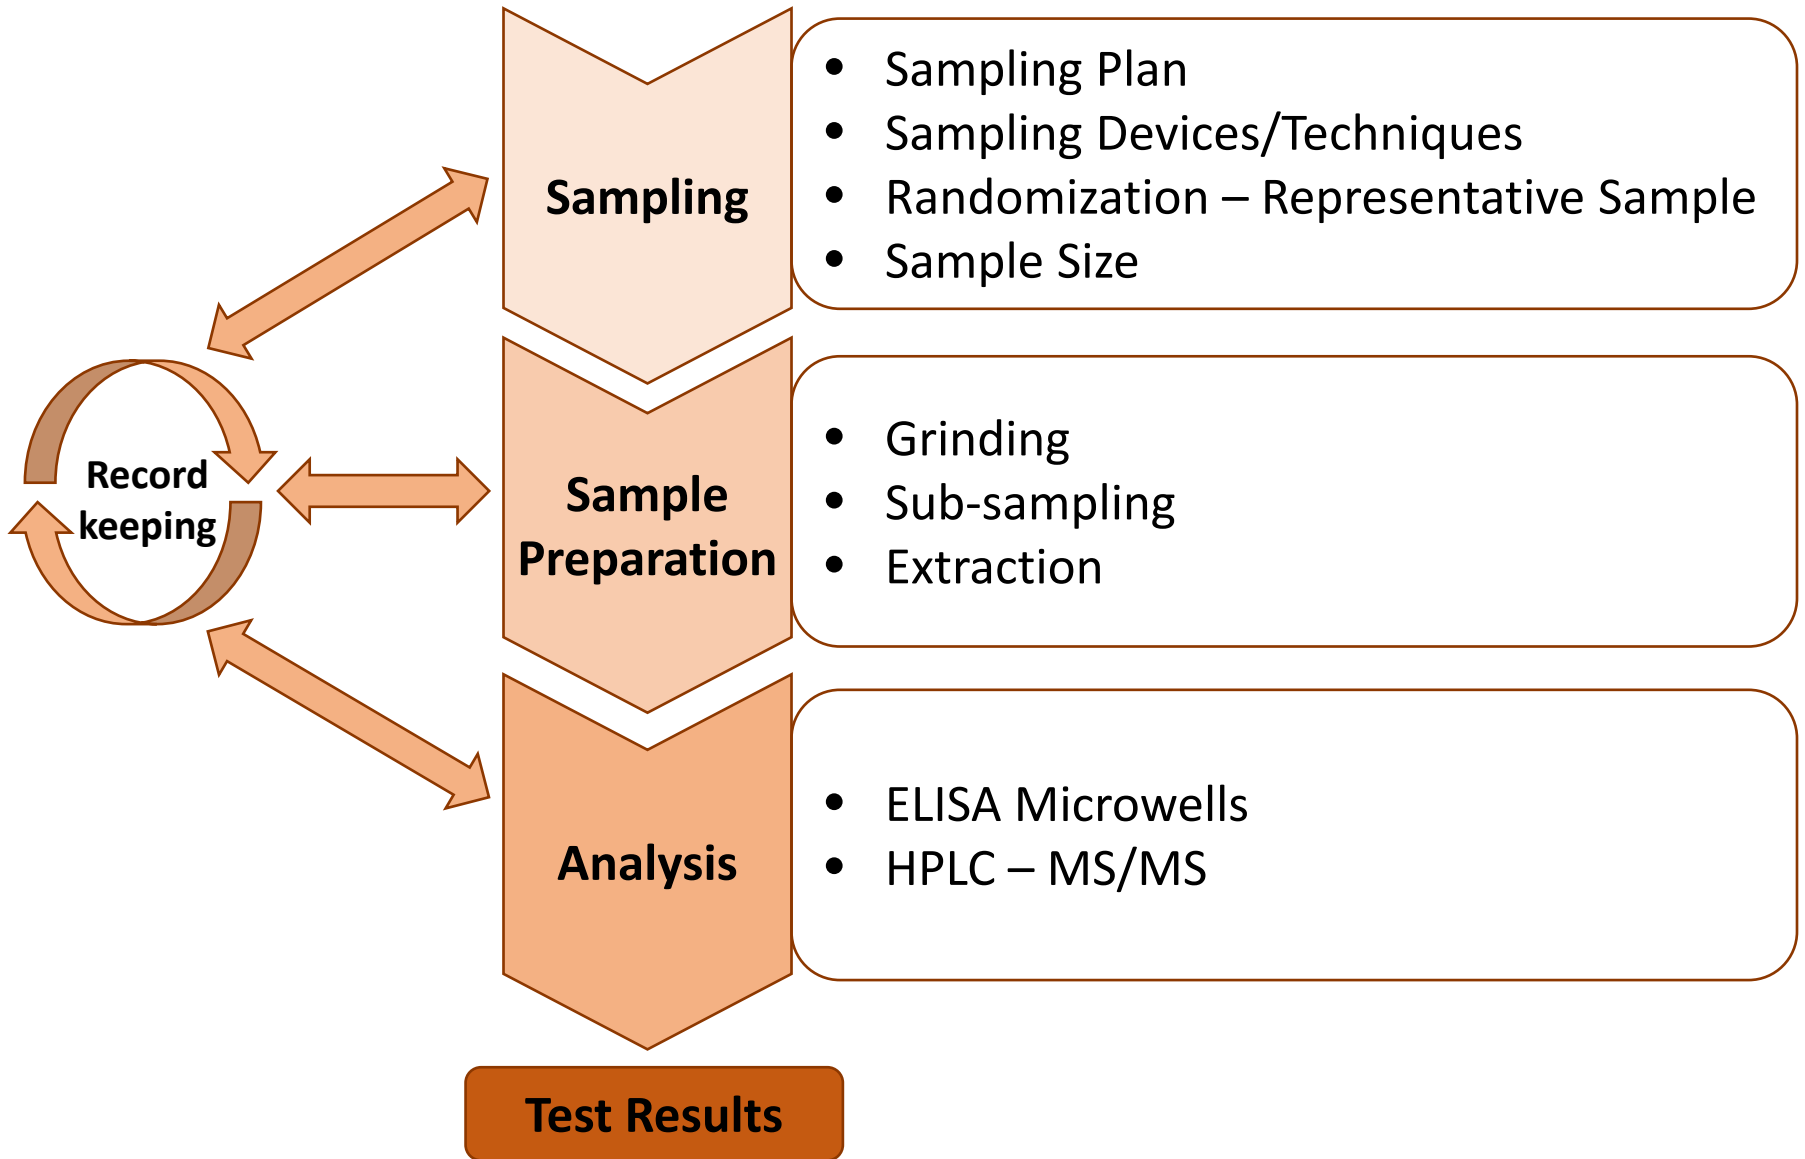 Sampling
• Sampling Plan
• Sampling Devices/Techniques
• Randomization – Representative Sample
• Sample Size
Record
keeping
Sample
Preparation
• Grinding
• Sub-sampling
• Extraction
Analysis
• ELISA Microwells
• HPLC – MS/MS
Test Results